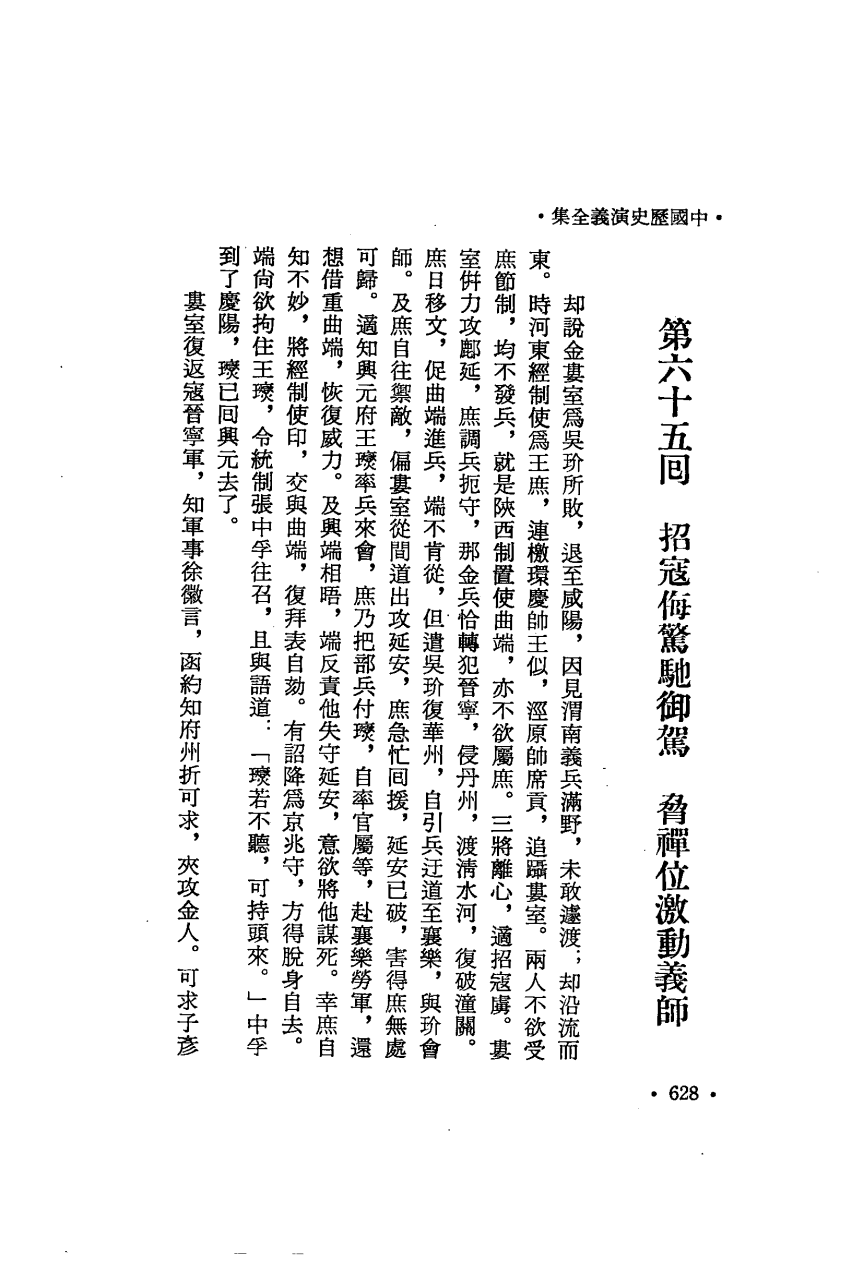 •中國歷史演義全集•
第六十五回　招寇侮驚馳御駕　脅禪位激動義師
却說金婁室爲吳玠所敗，退至咸陽，因見渭南義兵滿野，未敢遽渡；却沿流而
東。時河東經制使爲王庶，連檄環慶帥王似，涇原帥席貢，追躡婁室。兩人不欲受
庶節制，均不發兵，就是陝西制置使曲端，亦不欲屬庶。三將離心，適招寇虜。婁
室併力攻鄜延，庶調兵扼守，那金兵恰轉犯晉寧，侵丹州，渡清水河，復破潼關。
庶日移文，促曲端進兵，端不肯從，但遣吳玠復華州，自引兵迂道至襄樂，與玠會
師。及庶自往禦敵，偏婁室從間道出攻延安，庶急忙回援，延安已破，害得庶無處
可歸。適知興元府王𤫉率兵來會，庶乃把部兵付𤫉，自率官屬等，赴襄樂勞軍，還
想借重曲端，恢復威力。及興端相晤，端反責他失守延安，意欲將他謀死。幸庶自
知不妙，將經制使印，交與曲端，復拜表自劾。有詔降爲京兆守，方得脫身自去。
端尚欲拘住王𤫉，令統制張中孚往召，且與語道：「𤫉若不聽，可持頭來。」中孚
到了慶陽，𤫉已回興元去了。
婁室復返寇晉寧軍，知軍事徐徽言，函約知府州折可求，夾攻金人。可求子彥
•628•